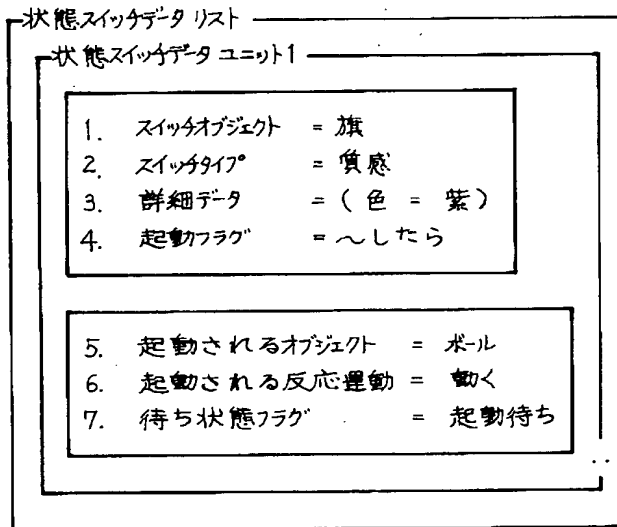 状態スイッチデータリスト
状態スイッチデータユニット1
1. スイッチオブジェクト = 旗
2. スイッチタイプ = 質感
3. 詳細データ = (色 = 紫)
4. 起動フラグ = ～したら
5. 起動されるオブジェクト = ボール
6. 起動される反応運動 = 動く
7. 待ち状態フラグ = 起動待ち
‥